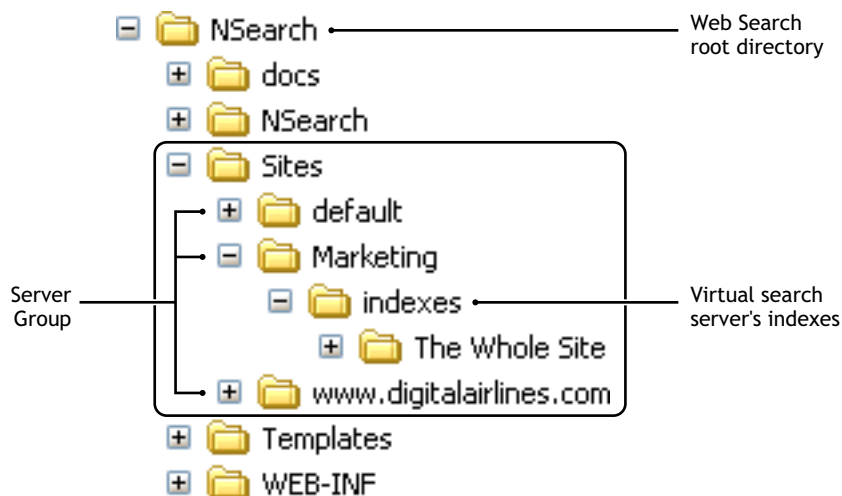 NSearch
Web Search
root directory
docs
NSearch
Sites
default
Marketing
Server
Group
indexes
Virtual search
server's indexes
The Whole Site
www.digitalairlines.com
Templates
WEB-INF